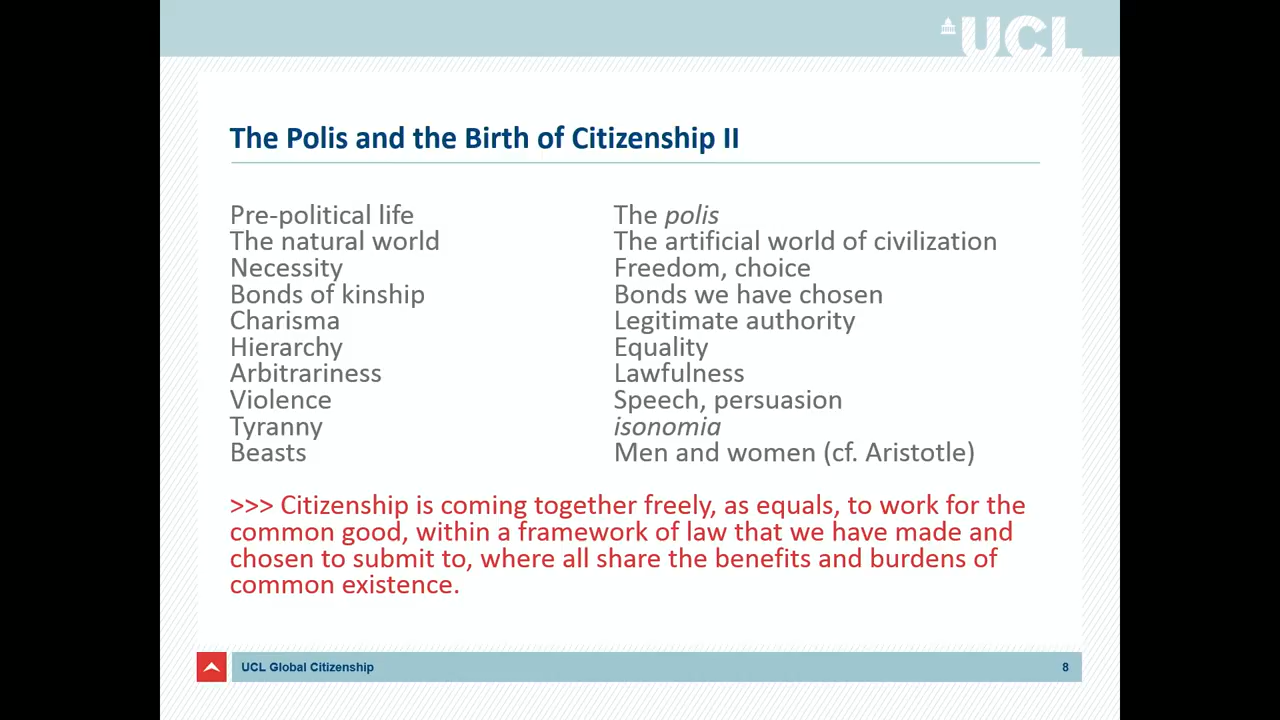 UCL
The Polis and the Birth of Citizenship II
Pre-political life The polis
The natural world The artificial world of civilization
Necessity Freedom, choice
Bonds of kinship Bonds we have chosen
Charisma Legitimate authority
Hierarchy Equality
Arbitrariness Lawfulness
Violence Speech, persuasion
Tyranny isonomia
Beasts Men and women (cf. Aristotle)
>>> Citizenship is coming together freely, as equals, to work for the
common good, within a framework of law that we have made and
chosen to submit to, where all share the benefits and burdens of
common existence.
UCL Global Citizenship 8